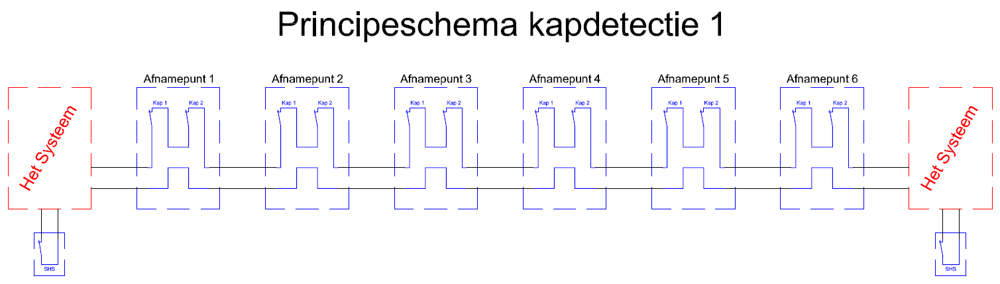 Principeschema kapdetectie 1
Afnamepunt 1
Afnamepunt 2
Afnamepunt 3
Afnamepunt 4
Afnamepunt 5
Afnamepunt 6
Kap 1 Kap 2
Kap 1 Kap 2
Kap 1 Kap 2
Kap 1 Kap 2
Kap 1 Kap 2
Kap 1 Kap 2
Het Systeem
Het Systeem
SHS
SHS